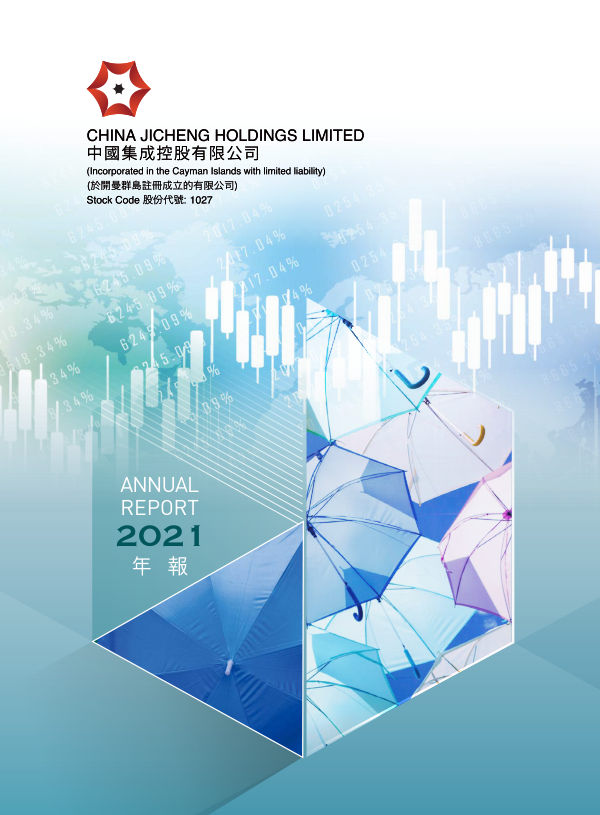 CHINA JICHENG HOLDINGS LIMITED
中國集成控股有限公司
(Incorporated in the Cayman Islands with limited liability)
(於開曼群島註冊成立的有限公司)
Stock Code 股份代號: 1027
ANNUAL
REPORT
2021
年 報